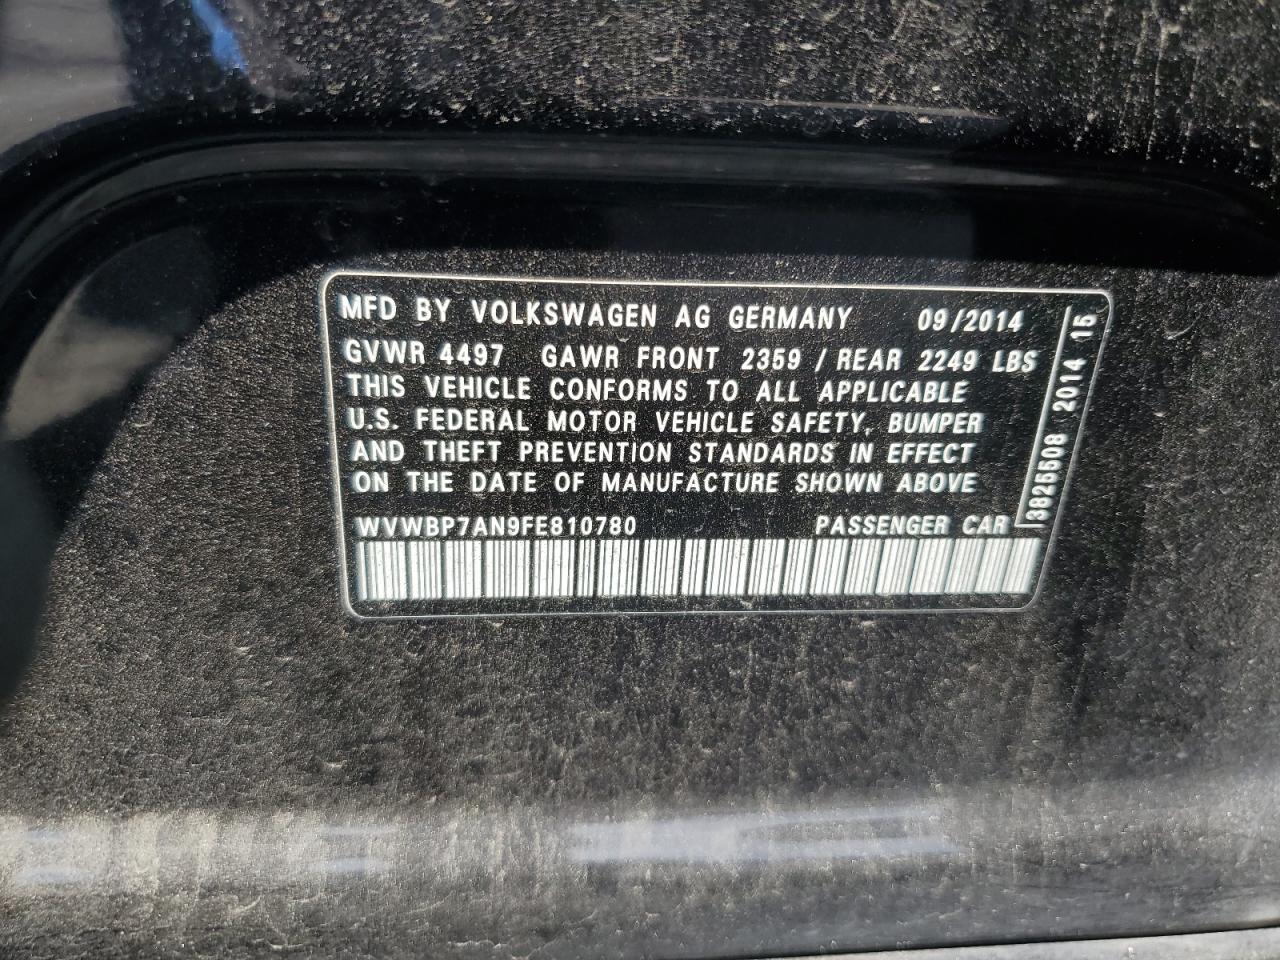 MFD BY VOLKSWAGEN AG GERMANY 09/2014
GVWR 4497 GAWR FRONT 2359 / REAR 2249 LBS
THIS VEHICLE CONFORMS TO ALL APPLICABLE
U.S. FEDERAL MOTOR VEHICLE SAFETY, BUMPER
AND THEFT PREVENTION STANDARDS IN EFFECT
ON THE DATE OF MANUFACTURE SHOWN ABOVE
WVWBP7AN9FE810780 PASSENGER CAR
3825508 2014 15